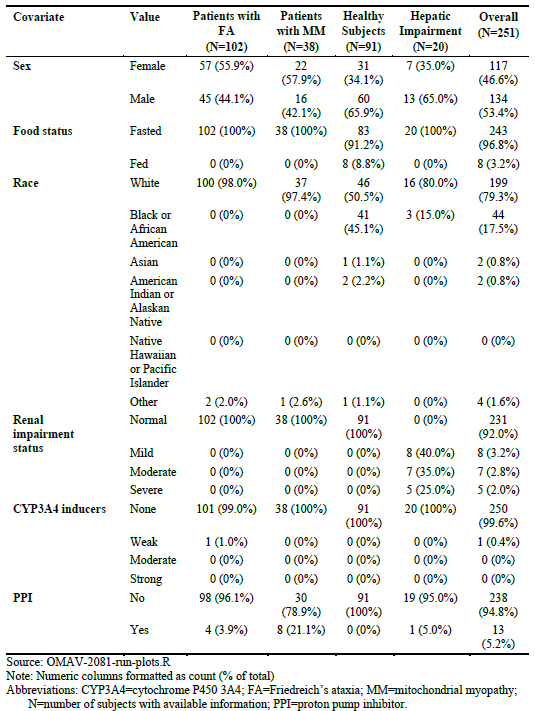 Covariate Value Patients with FA (N=102) Patients with MM (N=38) Healthy Subjects (N=91) Hepatic Impairment (N=20) Overall (N=251)
Sex Female 57 (55.9%) 22 (57.9%) 31 (34.1%) 7 (35.0%) 117 (46.6%)
Male 45 (44.1%) 16 (42.1%) 60 (65.9%) 13 (65.0%) 134 (53.4%)
Food status Fasted 102 (100%) 38 (100%) 83 (91.2%) 20 (100%) 243 (96.8%)
Fed 0 (0%) 0 (0%) 8 (8.8%) 0 (0%) 8 (3.2%)
Race White 100 (98.0%) 37 (97.4%) 46 (50.5%) 16 (80.0%) 199 (79.3%)
Black or African American 0 (0%) 0 (0%) 41 (45.1%) 3 (15.0%) 44 (17.5%)
Asian 0 (0%) 0 (0%) 1 (1.1%) 1 (1.1%) 2 (0.8%)
American Indian or Alaskan Native 0 (0%) 0 (0%) 2 (2.2%) 0 (0%) 2 (0.8%)
Native Hawaiian or Pacific Islander 0 (0%) 0 (0%) 0 (0%) 0 (0%) 0 (0%)
Other 2 (2.0%) 1 (2.6%) 1 (1.1%) 0 (0%) 4 (1.6%)
Renal impairment status Normal 102 (100%) 38 (100%) 91 (100%) 0 (0%) 231 (92.0%)
Mild 0 (0%) 0 (0%) 0 (0%) 8 (40.0%) 8 (3.2%)
Moderate 0 (0%) 0 (0%) 0 (0%) 7 (35.0%) 7 (2.8%)
Severe 0 (0%) 0 (0%) 0 (0%) 5 (25.0%) 5 (2.0%)
CYP3A4 inducers None 101 (99.0%) 38 (100%) 91 (100%) 20 (100%) 250 (99.6%)
Weak 1 (1.0%) 0 (0%) 0 (0%) 0 (0%) 1 (0.4%)
Moderate 0 (0%) 0 (0%) 0 (0%) 0 (0%) 0 (0%)
Strong 0 (0%) 0 (0%) 0 (0%) 0 (0%) 0 (0%)
PPI No 98 (96.1%) 30 (78.9%) 91 (100%) 19 (95.0%) 238 (94.8%)
Yes 4 (3.9%) 8 (21.1%) 0 (0%) 1 (5.0%) 13 (5.2%)
Source: OMAV-2081-run-plots.R
Note: Numeric columns formatted as count (% of total)
Abbreviations: CYP3A4=cytochrome P450 3A4; FA=Friedreich's ataxia; MM=mitochondrial myopathy;
N=number of subjects with available information; PPI=proton pump inhibitor.